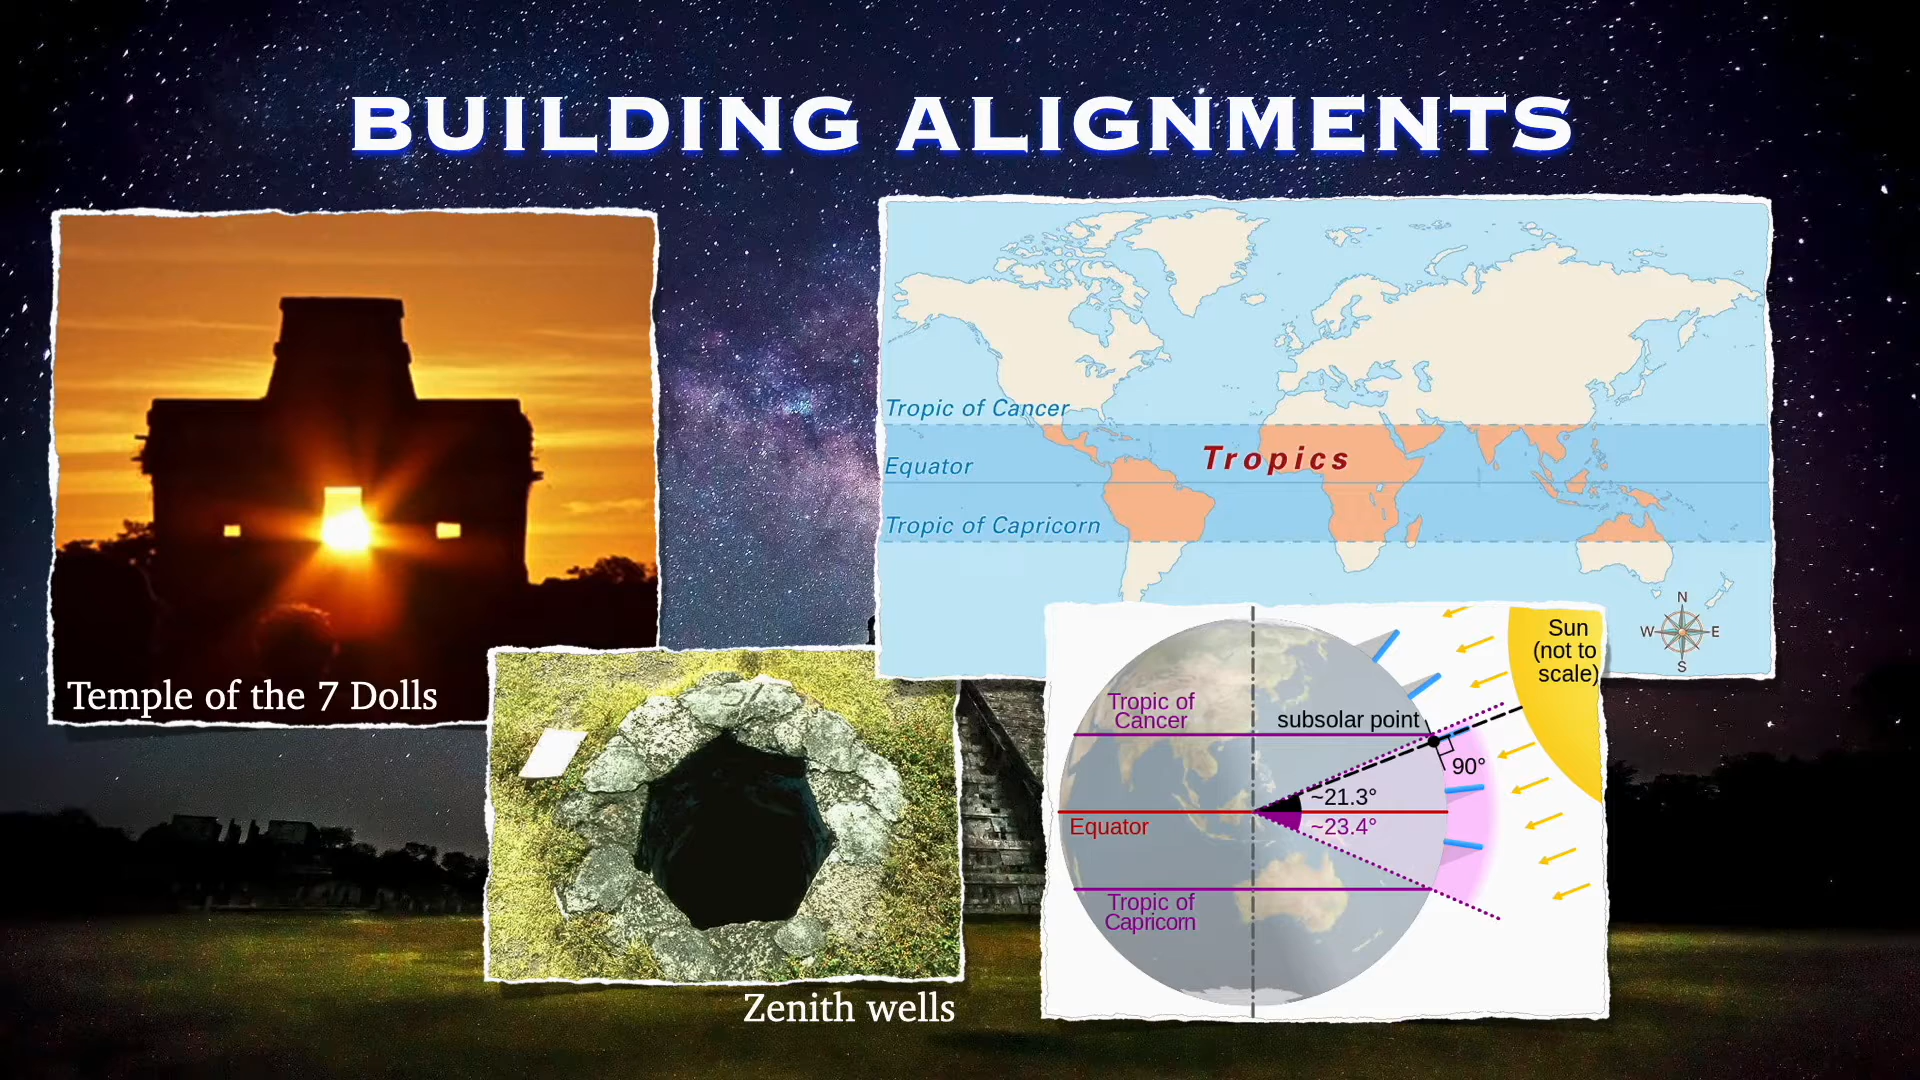 BUILDING ALIGNMENTS
Temple of the 7 Dolls
Tropic of Cancer
Equator
Tropic of Capricorn
Tropics
N
W
E
S
Zenith wells
Sun
(not to
scale)
Tropic of
Cancer
subsolar point
90°
~21.3°
Equator
~23.4°
Tropic of
Capricorn